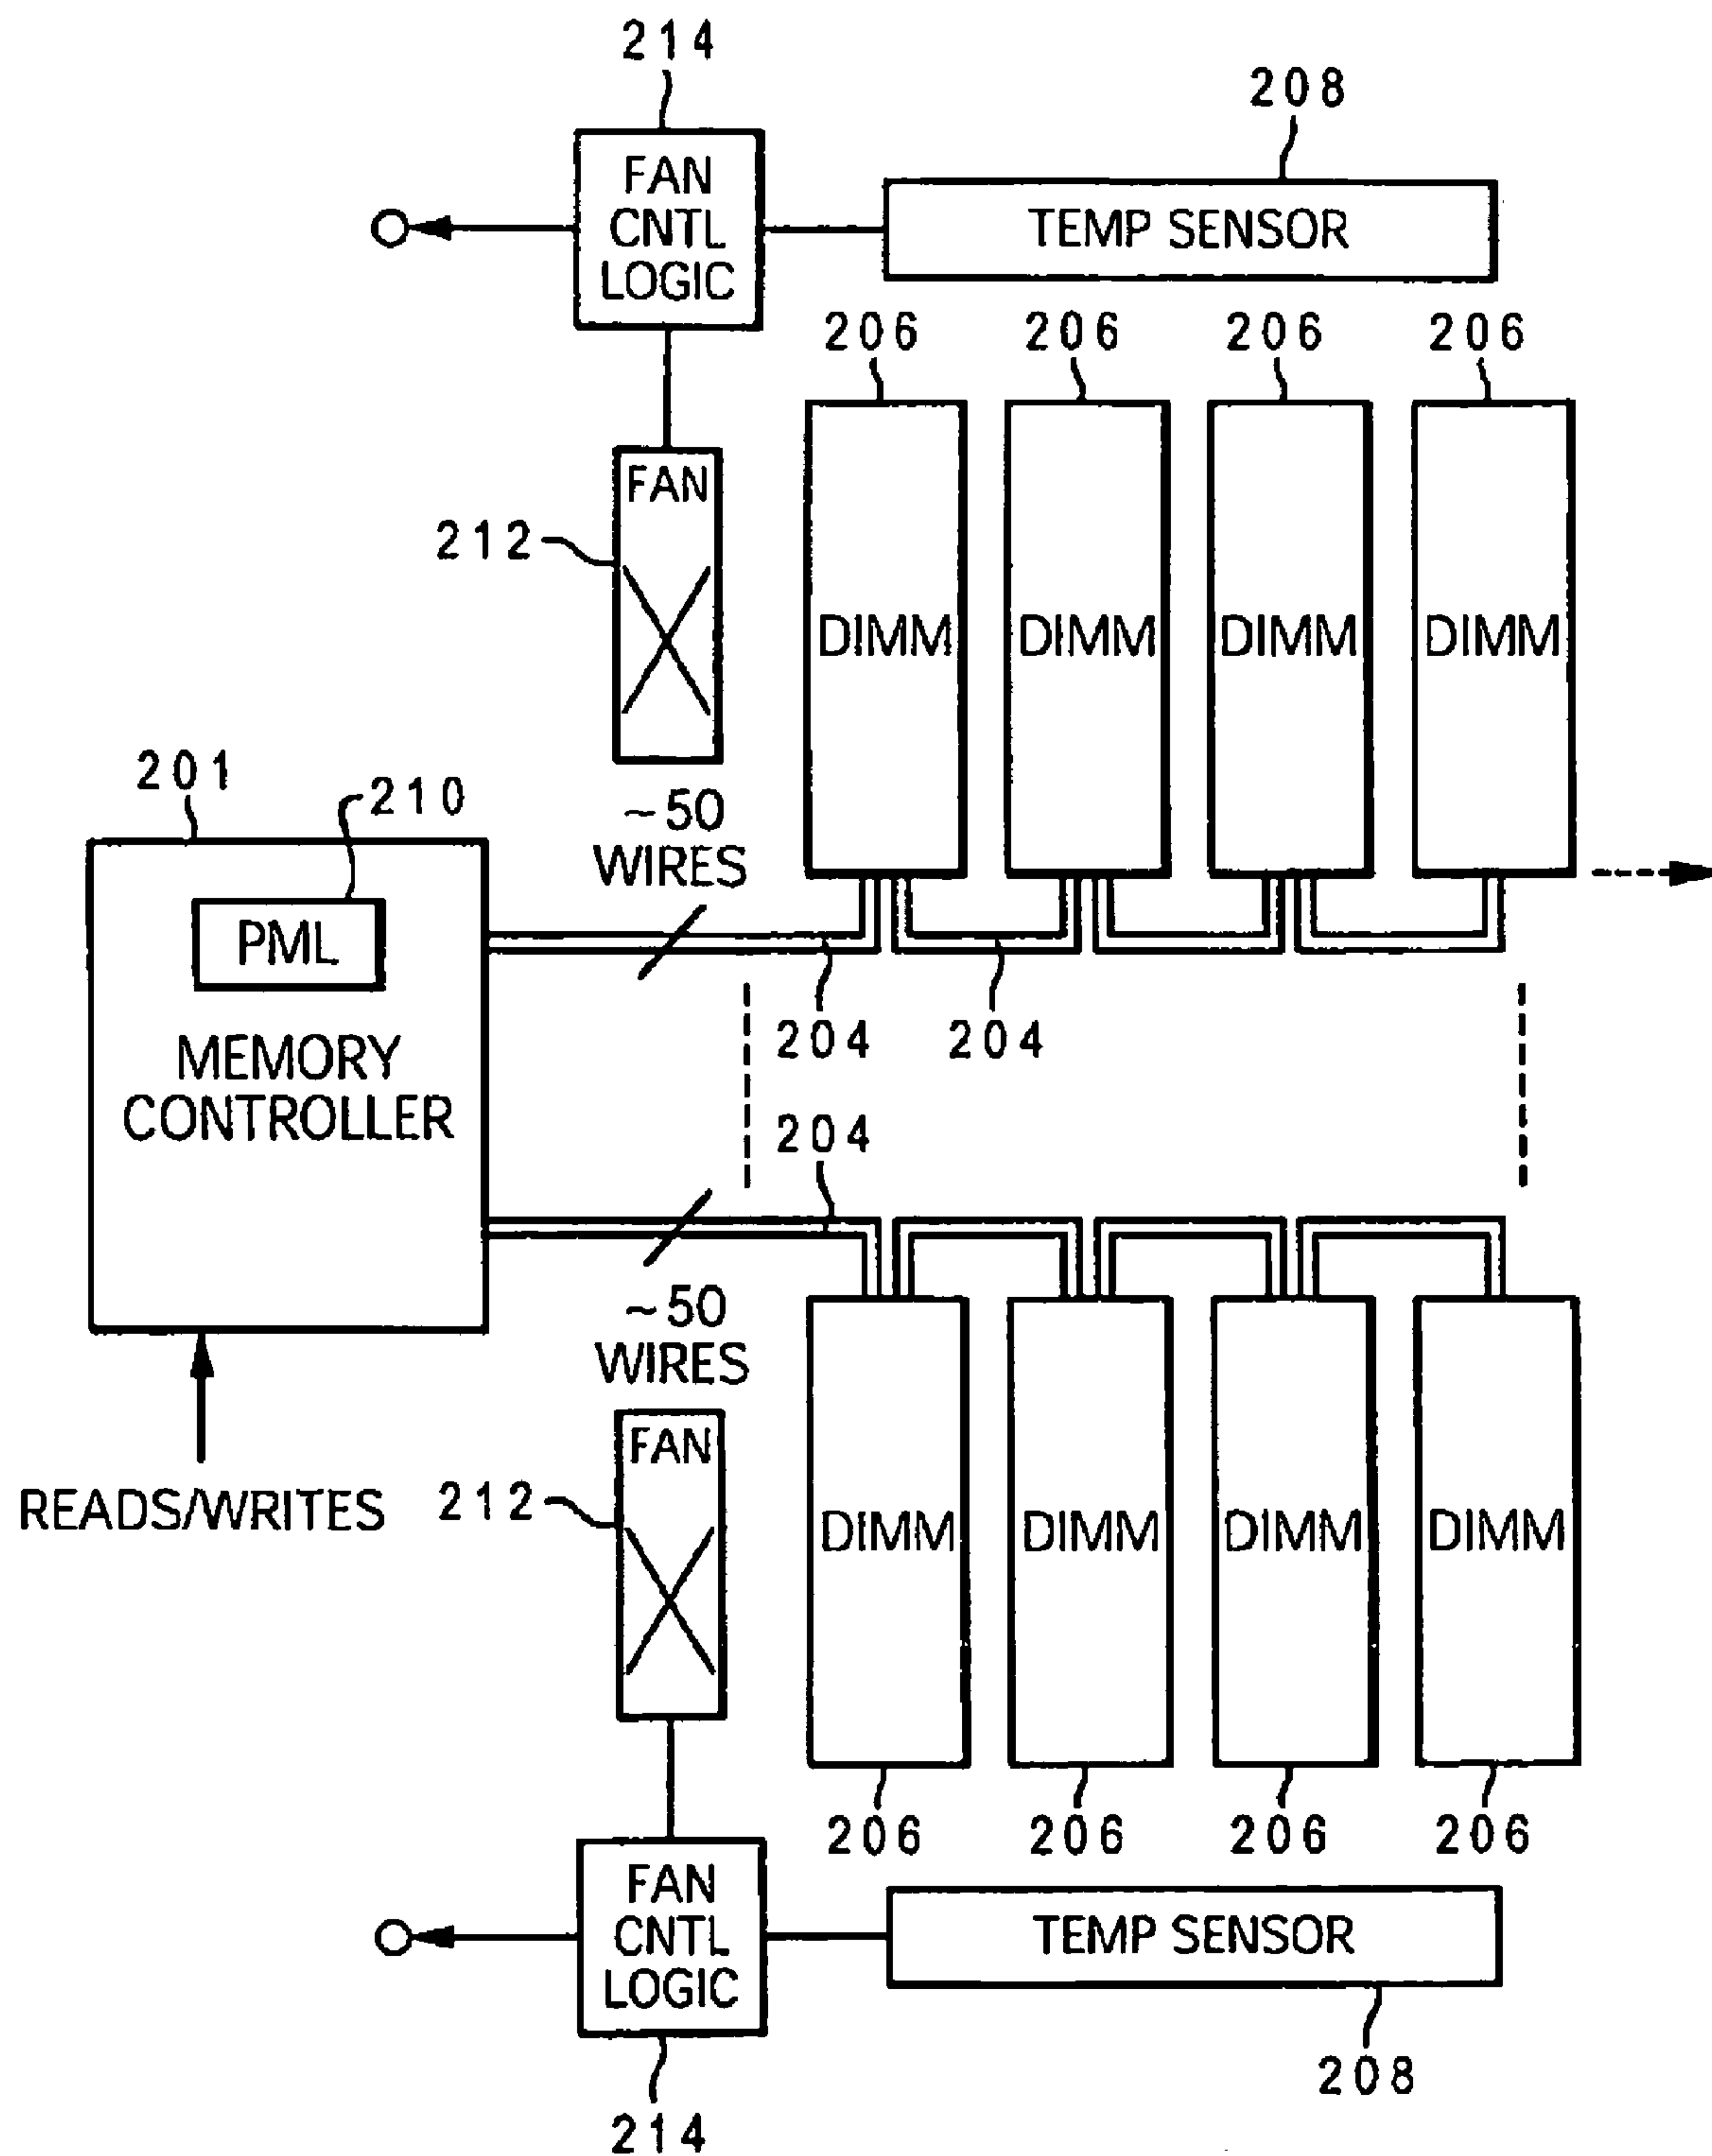 214
208
FAN
CNTL
LOGIC
TEMP SENSOR
206 206 206 206
FAN
212
DIMM DIMM DIMM DIMM
201
210
~50
WIRES
PML
204 204
MEMORY
CONTROLLER
204
~50
WIRES
FAN
READS/WRITES
212
DIMM DIMM DIMM DIMM
206 206 206 206
FAN
CNTL
LOGIC
TEMP SENSOR
208
214